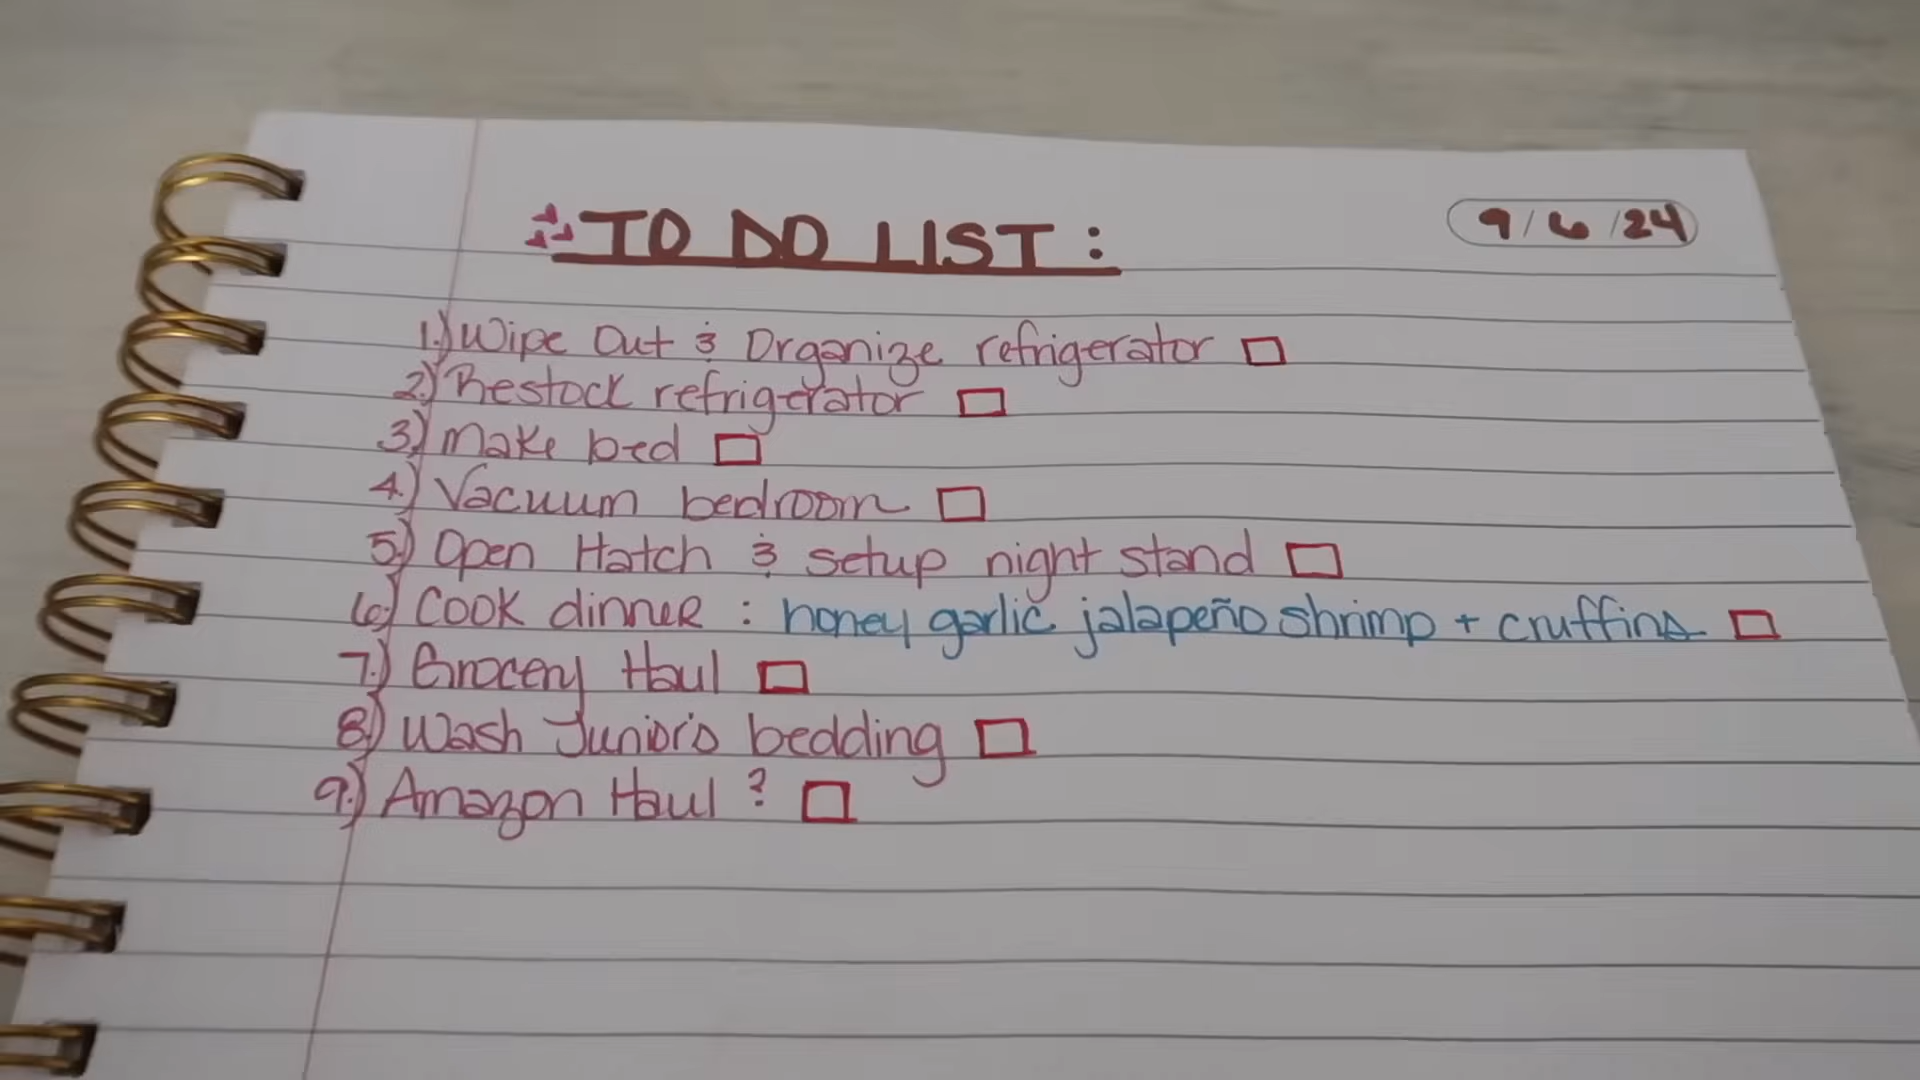 TO DO LIST :
9/6/24
1.) Wipe Out & Organize refrigerator
2.) Restock refrigerator
3.) Make bed
4.) Vacuum bedroom
5.) Open Hatch & setup night stand
6.) Cook dinner : honey garlic jalapeño shrimp + cruffins
7.) Grocery Haul
8.) Wash Junior's bedding
9.) Amazon Haul ?